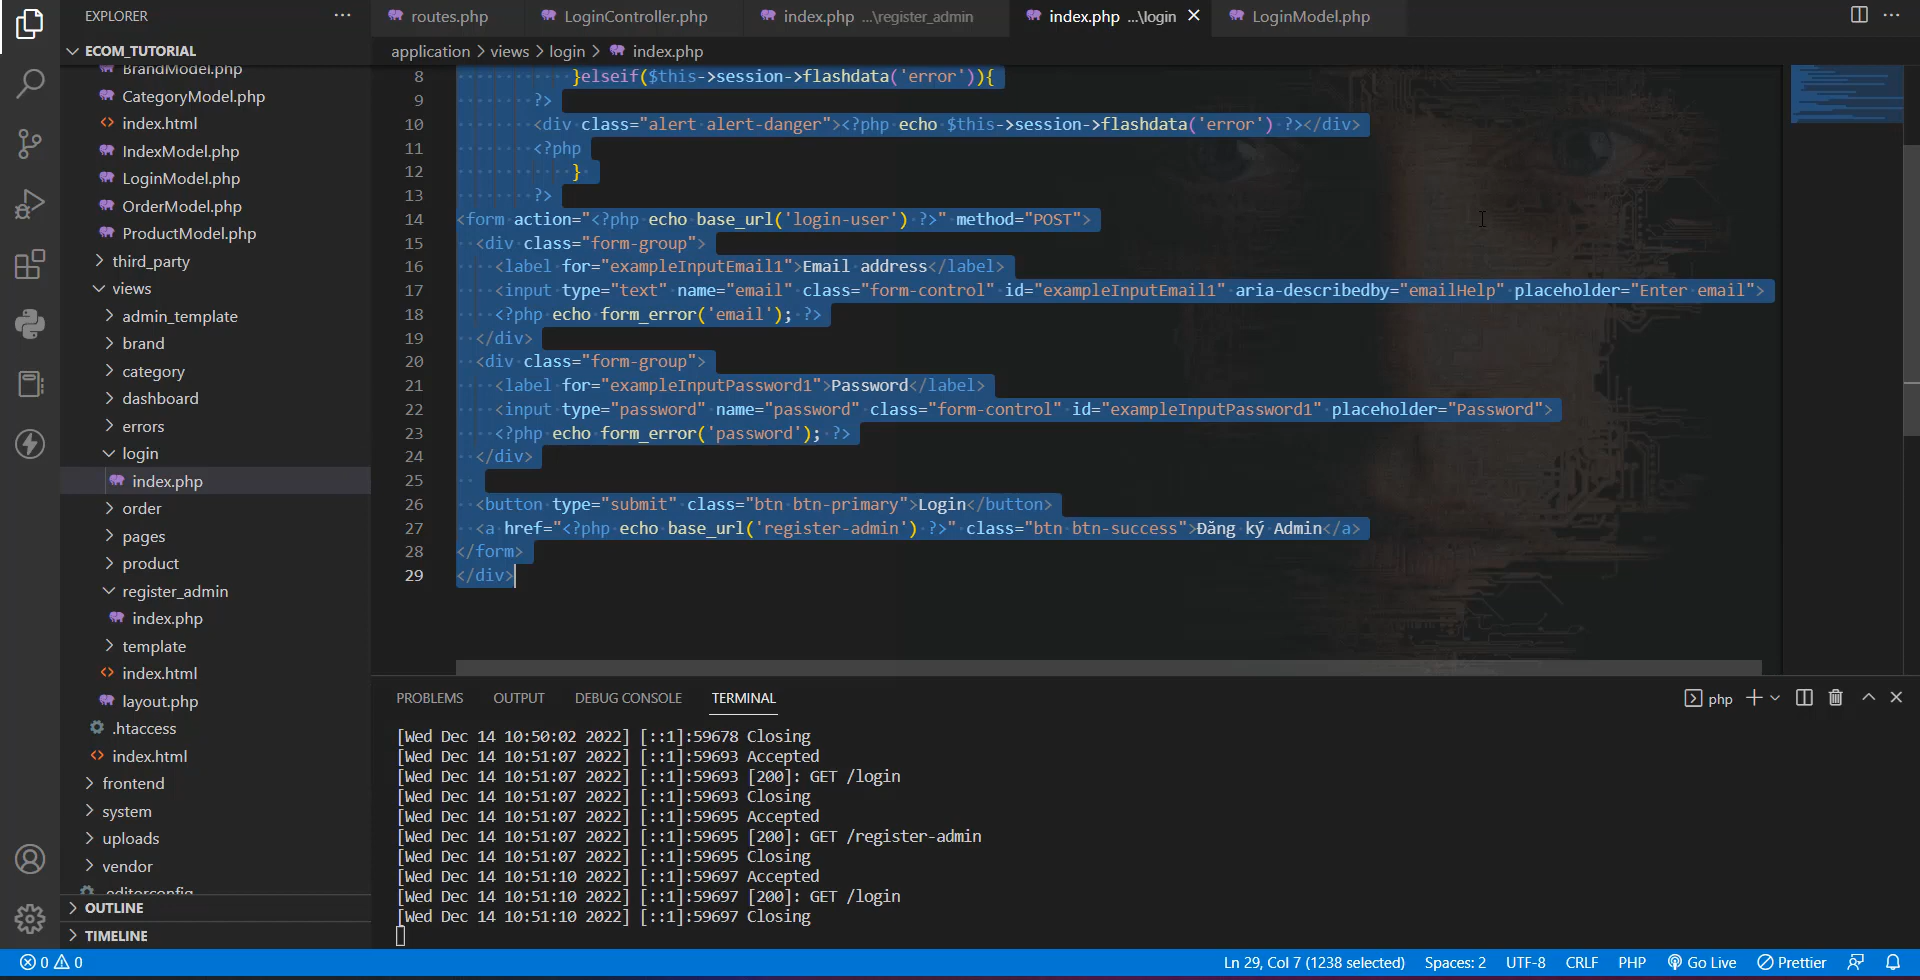 EXPLORER
ECOM_TUTORIAL
BrandModel.php
CategoryModel.php
index.html
IndexModel.php
LoginModel.php
OrderModel.php
ProductModel.php
third_party
views
admin_template
brand
category
dashboard
errors
login
index.php
order
pages
product
register_admin
index.php
template
index.html
layout.php
.htaccess
index.html
frontend
system
uploads
vendor
.editorconfig
OUTLINE
TIMELINE
routes.php
LoginController.php
index.php ...\register_admin
index.php ...\login
LoginModel.php
application > views > login > index.php
8 }elseif($this->session->flashdata('error')){
9 ?>
10 <div class="alert alert-danger"><?php echo $this->session->flashdata('error') ?></div>
11 <?php
12 }
13 ?>
14 <form action="<?php echo base_url('login-user') ?>" method="POST">
15 <div class="form-group">
16 <label for="exampleInputEmail1">Email address</label>
17 <input type="text" name="email" class="form-control" id="exampleInputEmail1" aria-describedby="emailHelp" placeholder="Enter email">
18 <?php echo form_error('email'); ?>
19 </div>
20 <div class="form-group">
21 <label for="exampleInputPassword1">Password</label>
22 <input type="password" name="password" class="form-control" id="exampleInputPassword1" placeholder="Password">
23 <?php echo form_error('password'); ?>
24 </div>
25
26 <button type="submit" class="btn btn-primary">Login</button>
27 <a href="<?php echo base_url('register-admin') ?>" class="btn btn-success">Đăng ký Admin</a>
28 </form>
29 </div>
PROBLEMS OUTPUT DEBUG CONSOLE TERMINAL
php
[Wed Dec 14 10:50:02 2022] [::1]:59678 Closing
[Wed Dec 14 10:51:07 2022] [::1]:59693 Accepted
[Wed Dec 14 10:51:07 2022] [::1]:59693 [200]: GET /login
[Wed Dec 14 10:51:07 2022] [::1]:59693 Closing
[Wed Dec 14 10:51:07 2022] [::1]:59695 Accepted
[Wed Dec 14 10:51:07 2022] [::1]:59695 [200]: GET /register-admin
[Wed Dec 14 10:51:07 2022] [::1]:59695 Closing
[Wed Dec 14 10:51:10 2022] [::1]:59697 Accepted
[Wed Dec 14 10:51:10 2022] [::1]:59697 [200]: GET /login
[Wed Dec 14 10:51:10 2022] [::1]:59697 Closing
0 0 Ln 29, Col 7 (1238 selected) Spaces: 2 UTF-8 CRLF PHP Go Live Prettier